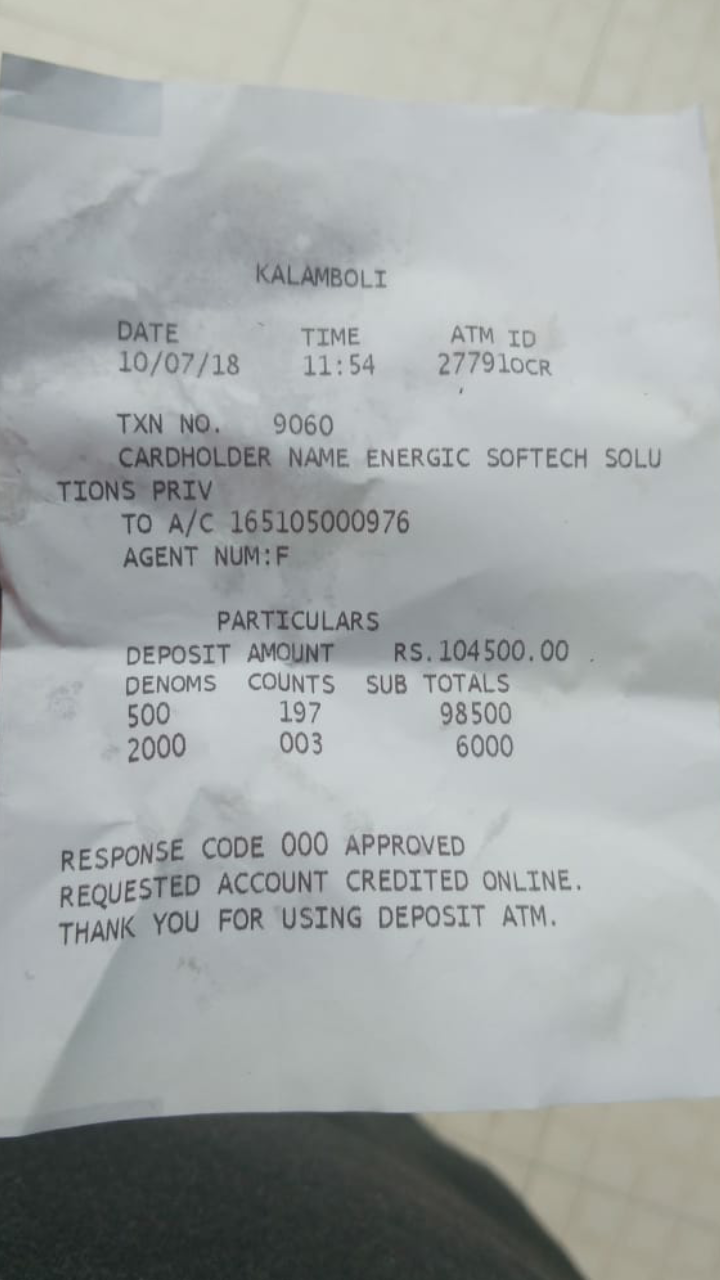 KALAMBOLI
DATE TIME ATM ID
10/07/18 11:54 27791OCR
TXN NO. 9060
CARDHOLDER NAME ENERGIC SOFTECH SOLU
TIONS PRIV
TO A/C 165105000976
AGENT NUM:F
PARTICULARS
DEPOSIT AMOUNT RS.104500.00
DENOMS COUNTS SUB TOTALS
500 197 98500
2000 003 6000
RESPONSE CODE 000 APPROVED
REQUESTED ACCOUNT CREDITED ONLINE.
THANK YOU FOR USING DEPOSIT ATM.